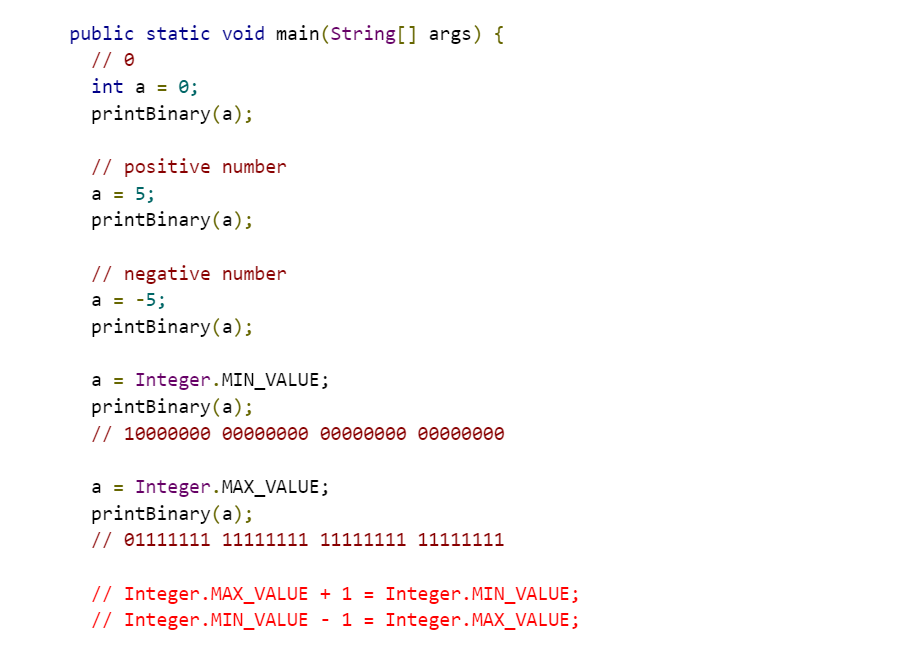 public static void main(String[] args) {
// 0
int a = 0;
printBinary(a);
// positive number
a = 5;
printBinary(a);
// negative number
a = -5;
printBinary(a);
a = Integer.MIN_VALUE;
printBinary(a);
// 10000000 00000000 00000000 00000000
a = Integer.MAX_VALUE;
printBinary(a);
// 01111111 11111111 11111111 11111111
// Integer.MAX_VALUE + 1 = Integer.MIN_VALUE;
// Integer.MIN_VALUE - 1 = Integer.MAX_VALUE;